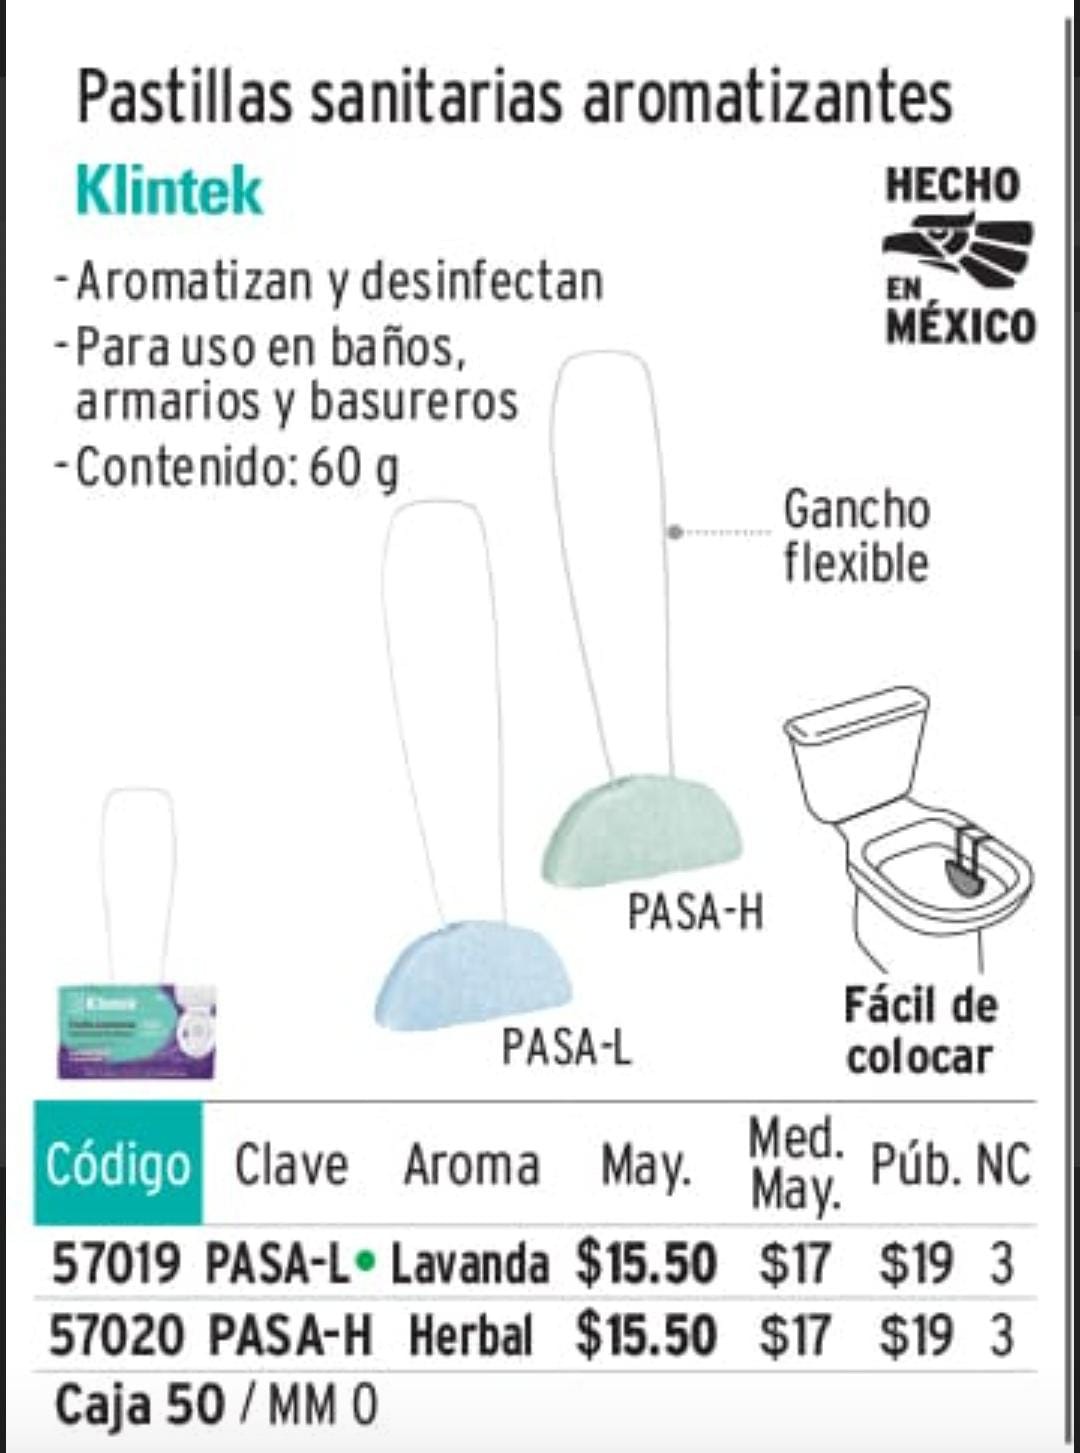 Pastillas sanitarias aromatizantes
Klintek
HECHO
EN
MÉXICO
- Aromatizan y desinfectan
- Para uso en baños,
armarios y basureros
- Contenido: 60 g
Gancho
flexible
PASA-H
PASA-L
Klintek
Fácil de
colocar
Código Clave Aroma May. Med. May. Púb. NC
57019 PASA-L• Lavanda $15.50 $17 $19 3
57020 PASA-H Herbal $15.50 $17 $19 3
Caja 50 / MM 0